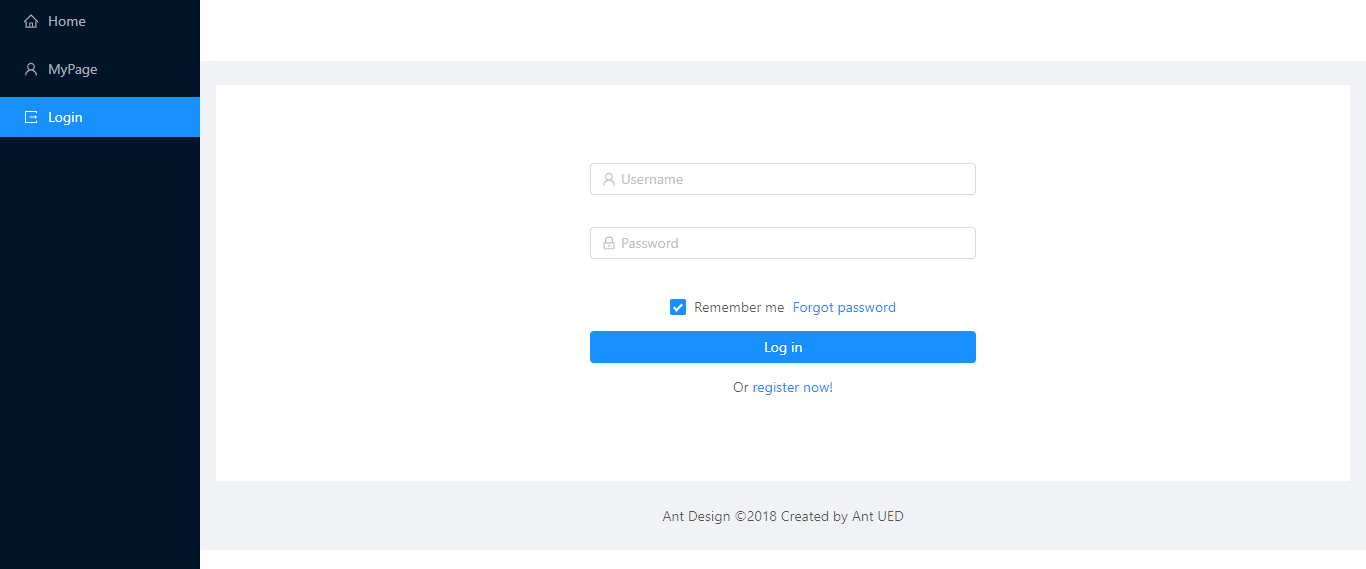 Home
MyPage
Login
Username
Password
Remember me Forgot password
Log in
Or register now!
Ant Design ©2018 Created by Ant UED